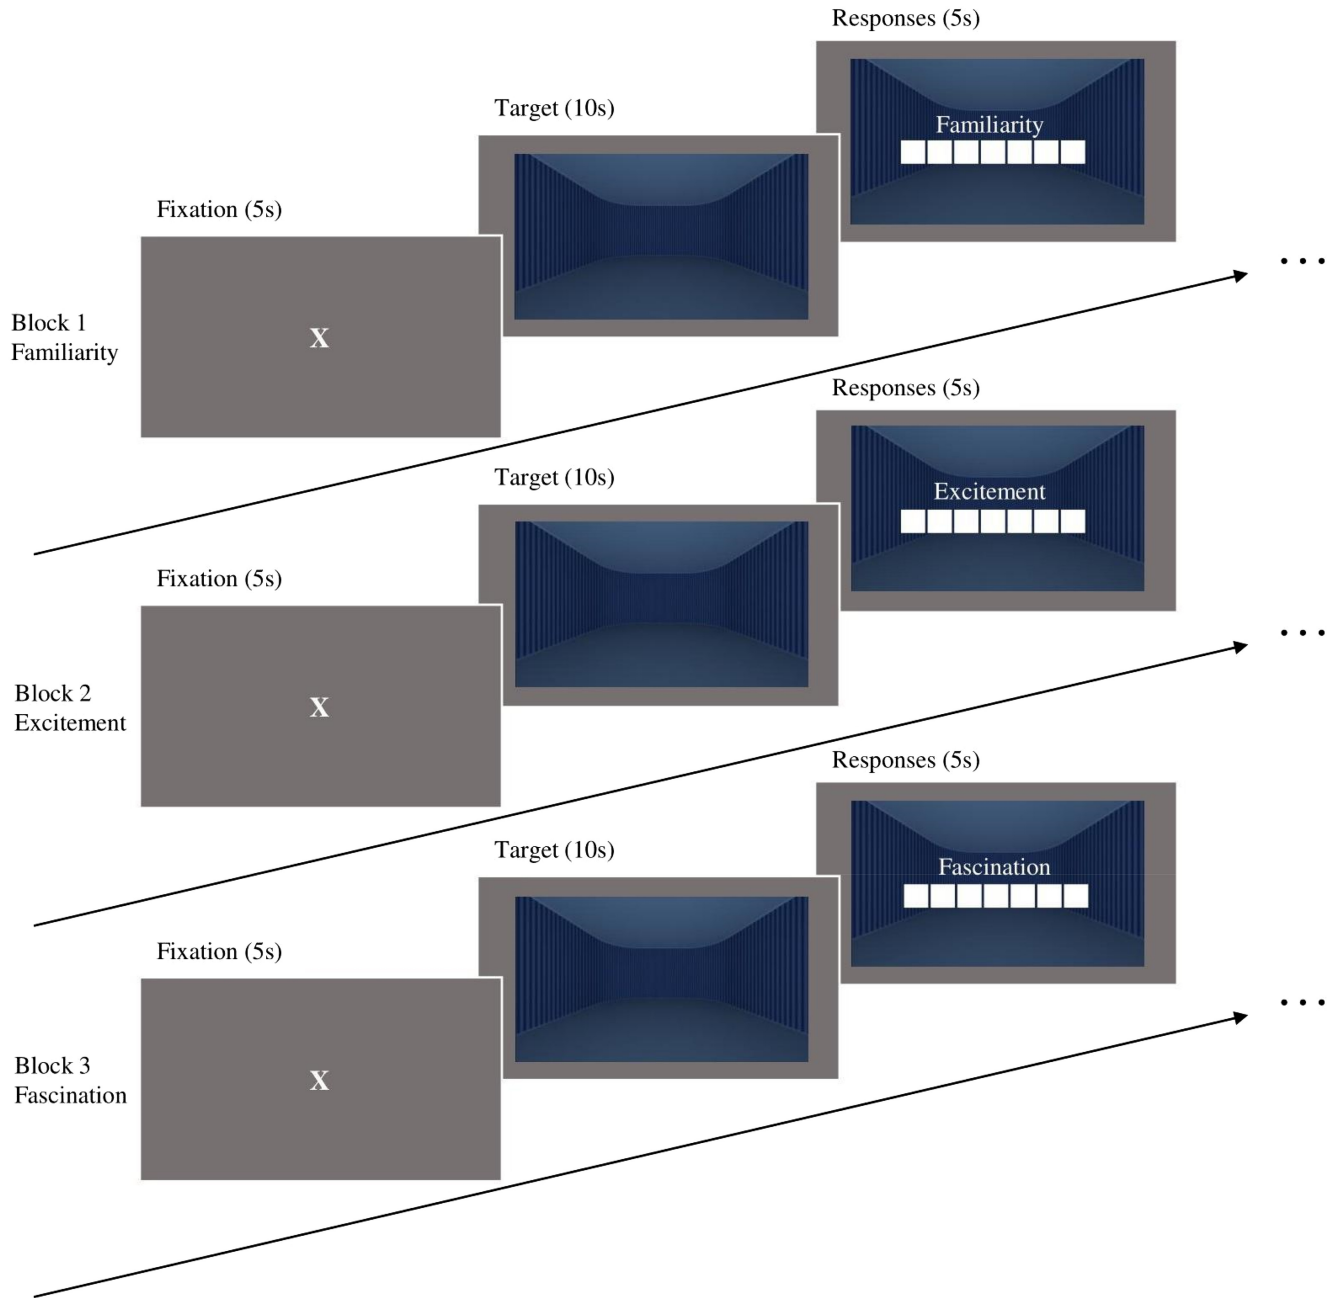 Responses (5s)
Familiarity
Target (10s)
Fixation (5s)
X
Block 1
Familiarity
. . .
Responses (5s)
Excitement
Target (10s)
Fixation (5s)
X
Block 2
Excitement
. . .
Responses (5s)
Fascination
Target (10s)
Fixation (5s)
X
Block 3
Fascination
. . .